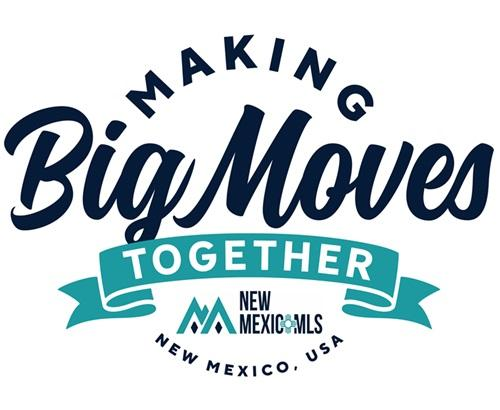 MAKING
Big Moves
TOGETHER
NEW
MEXICO MLS
NEW MEXICO, USA